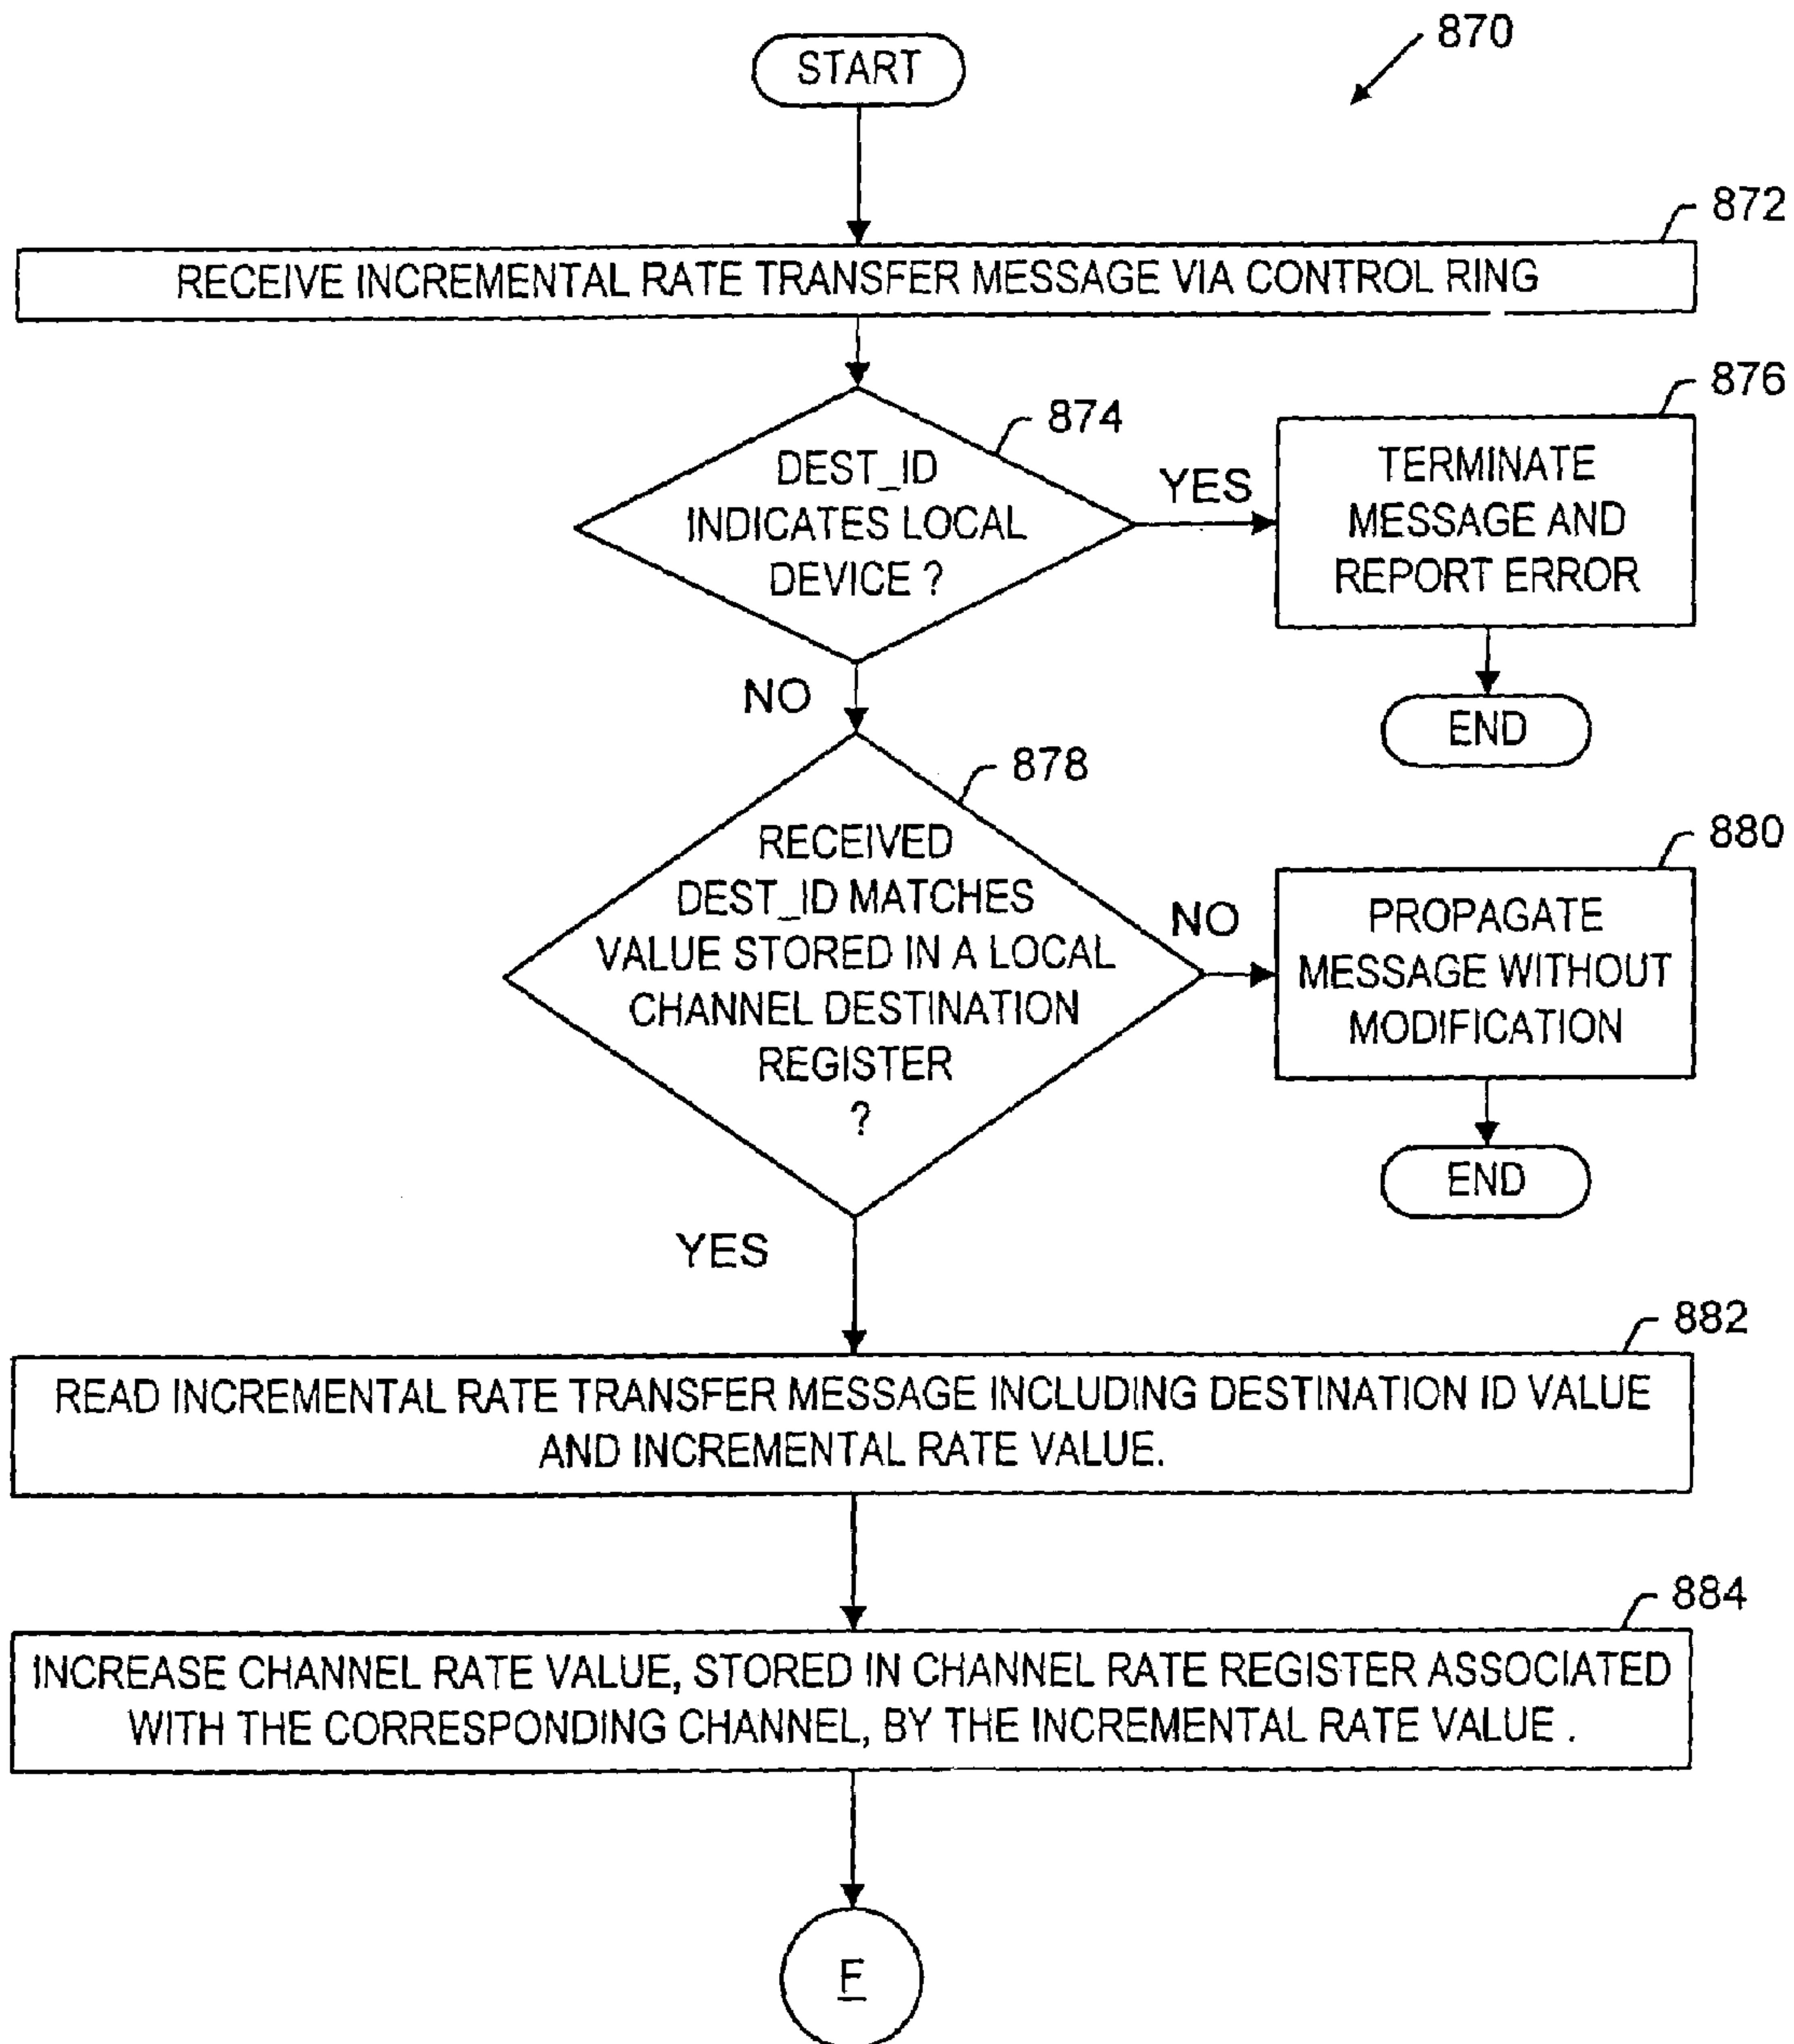 870
START
872
RECEIVE INCREMENTAL RATE TRANSFER MESSAGE VIA CONTROL RING
874
DEST_ID
INDICATES LOCAL
DEVICE ?
YES
876
TERMINATE
MESSAGE AND
REPORT ERROR
END
NO
878
RECEIVED
DEST_ID MATCHES
VALUE STORED IN A LOCAL
CHANNEL DESTINATION
REGISTER
?
NO
880
PROPAGATE
MESSAGE WITHOUT
MODIFICATION
END
YES
882
READ INCREMENTAL RATE TRANSFER MESSAGE INCLUDING DESTINATION ID VALUE
AND INCREMENTAL RATE VALUE.
884
INCREASE CHANNEL RATE VALUE, STORED IN CHANNEL RATE REGISTER ASSOCIATED
WITH THE CORRESPONDING CHANNEL, BY THE INCREMENTAL RATE VALUE .
F